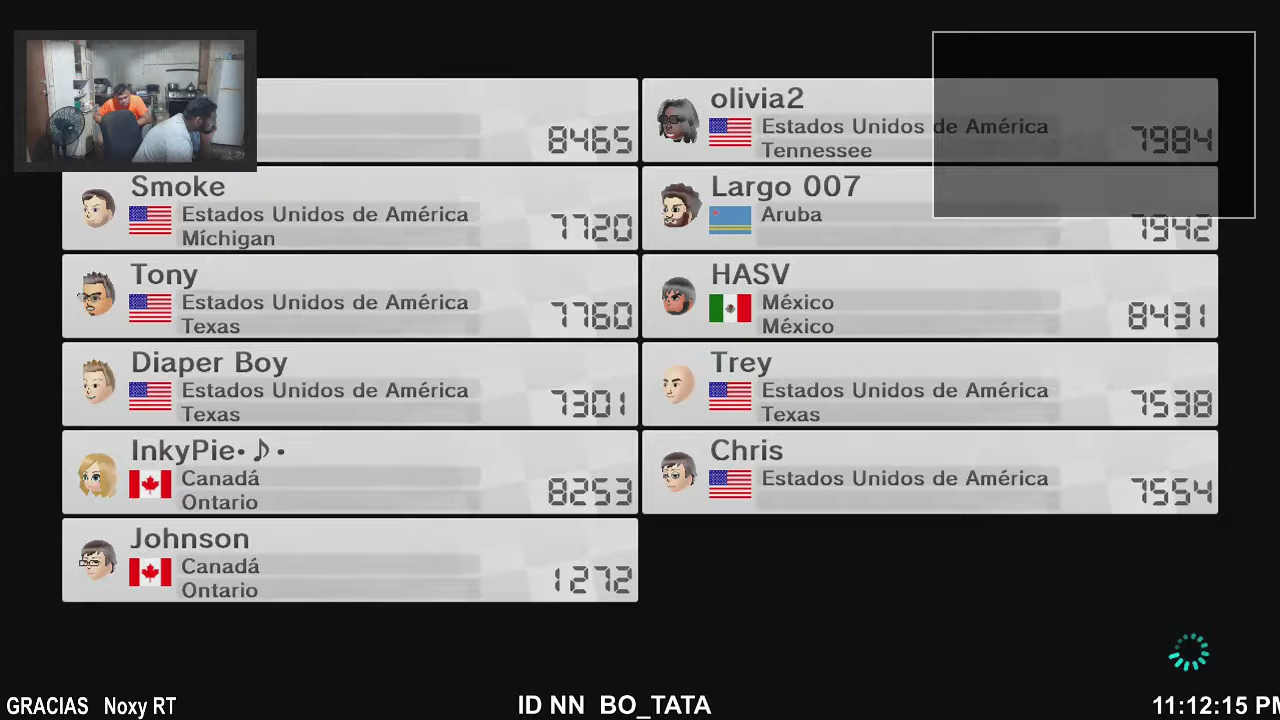 8465
olivia2
Estados Unidos de América
Tennessee
7984
Smoke
Estados Unidos de América
Míchigan
7720
Largo 007
Aruba
7942
Tony
Estados Unidos de América
Texas
7760
HASV
México
México
8431
Diaper Boy
Estados Unidos de América
Texas
7301
Trey
Estados Unidos de América
Texas
7538
InkyPie•♪•
Canadá
Ontario
8253
Chris
Estados Unidos de América
7554
Johnson
Canadá
Ontario
1272
GRACIAS Noxy RT
ID NN BO_TATA
11:12:15 PM